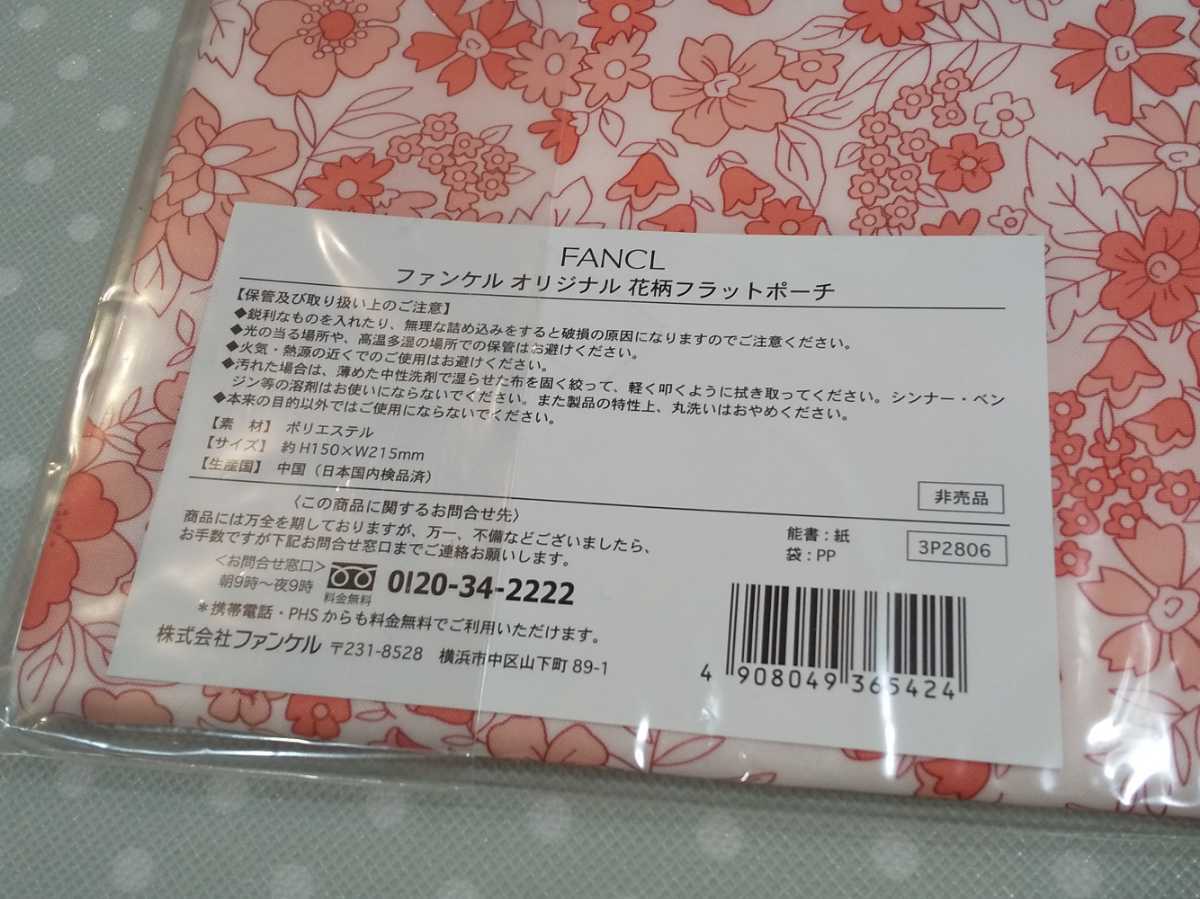 FANCL
ファンケル オリジナル 花柄フラットポーチ
【保管及び取り扱い上のご注意】
◆鋭利なものを入れたり、無理な詰め込みをすると破損の原因になりますのでご注意ください。
◆光の当る場所や、高温多湿の場所での保管はお避けください。
◆火気・熱源の近くでのご使用はお避けください。
◆汚れた場合は、薄めた中性洗剤で湿らせた布を固く絞って、軽く叩くように拭き取ってください。シンナー・ベン
ジン等の溶剤はお使いにならないでください。また製品の特性上、丸洗いはおやめください。
◆本来の目的以外ではご使用にならないでください。
【素 材】 ポリエステル
【サイズ】 約 H150×W215mm
【生産国】 中国（日本国内検品済）
非売品
〈この商品に関するお問合せ先〉
商品には万全を期しておりますが、万一、不備などございましたら、
お手数ですが下記お問合せ窓口までご連絡お願いします。
能書：紙
袋：PP
3P2806
＜お問合せ窓口＞
朝9時～夜9時
料金無料
0120-34-2222
＊携帯電話・PHSからも料金無料でご利用いただけます。
株式会社ファンケル 〒231-8528 横浜市中区山下町 89-1
4 908049 365424